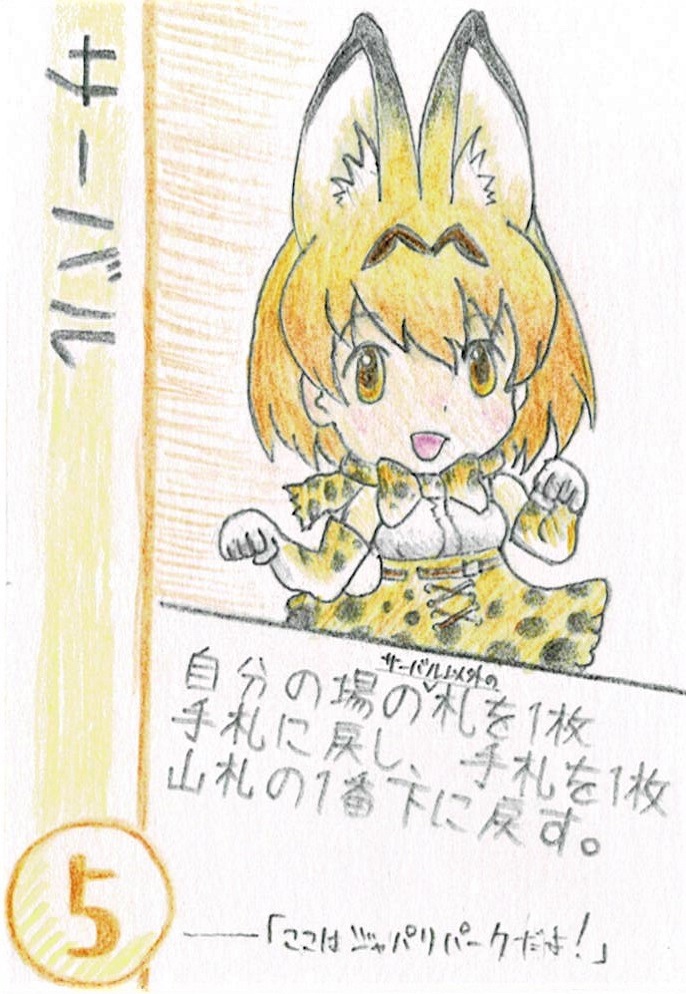 サーバル
自分の場のサーバル以外の札を1枚
手札に戻し、手札を1枚
山札の1番下に戻す。
5
――「ここはジャパリパークだよ!」